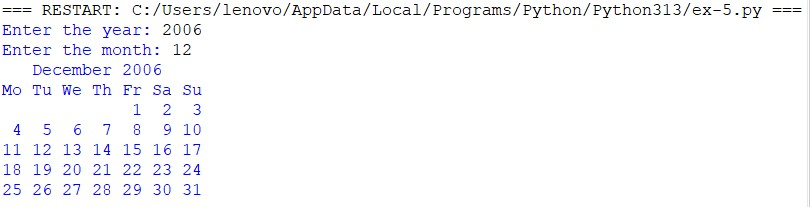 === RESTART: C:/Users/lenovo/AppData/Local/Programs/Python/Python313/ex-5.py ===
Enter the year: 2006
Enter the month: 12
   December 2006
Mo Tu We Th Fr Sa Su
             1  2  3
 4  5  6  7  8  9 10
11 12 13 14 15 16 17
18 19 20 21 22 23 24
25 26 27 28 29 30 31